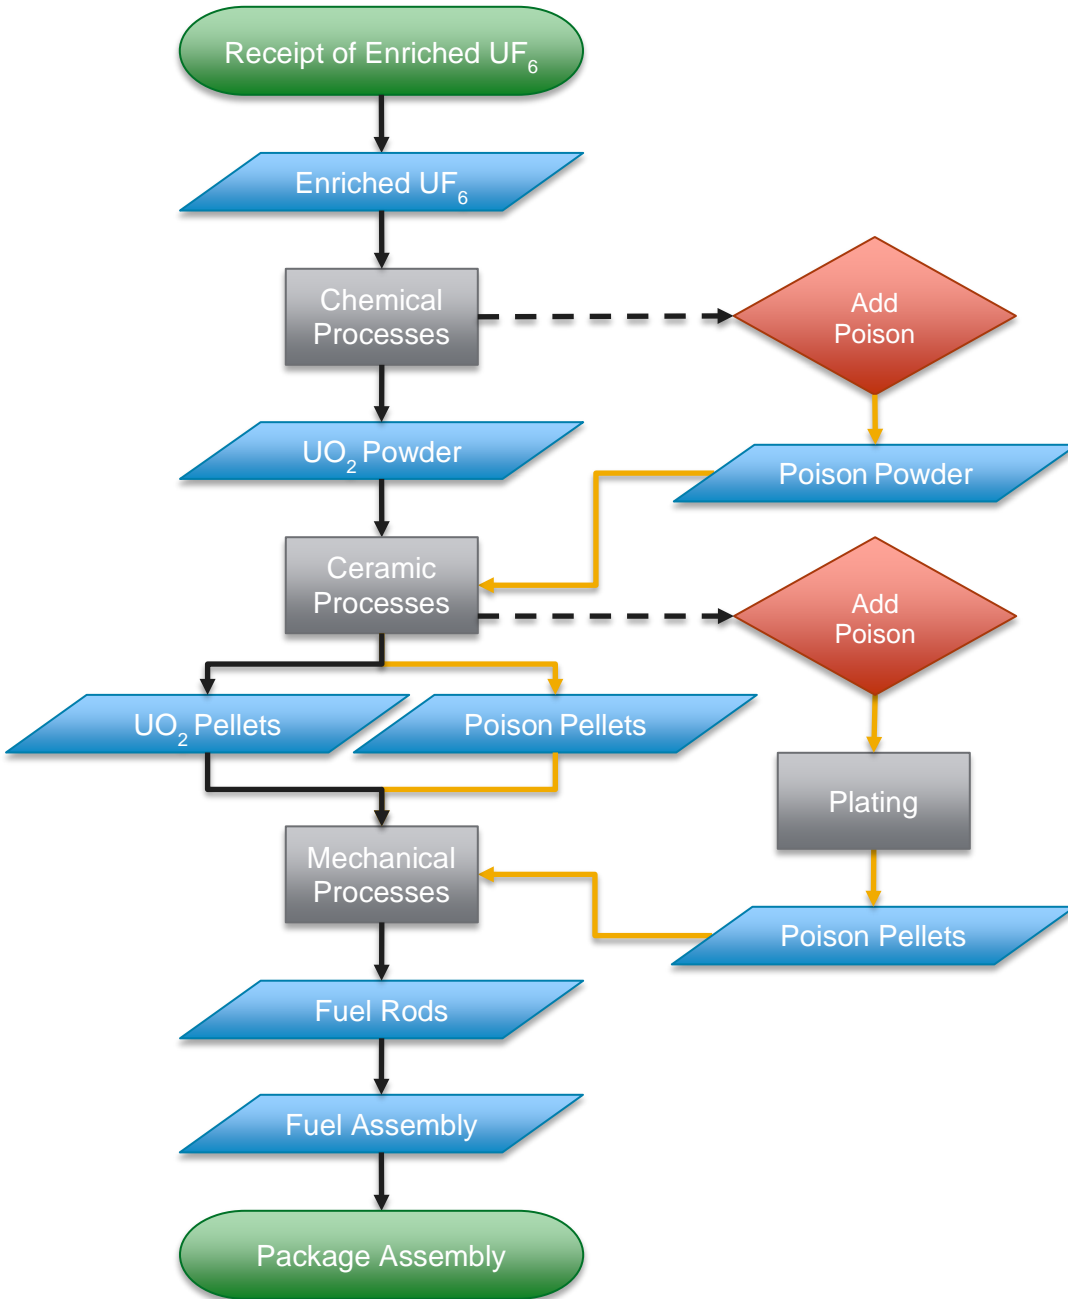 Receipt of Enriched UF₆
Enriched UF₆
Chemical
Processes
Add
Poison
UO₂ Powder
Poison Powder
Ceramic
Processes
Add
Poison
UO₂ Pellets
Poison Pellets
Plating
Mechanical
Processes
Poison Pellets
Fuel Rods
Fuel Assembly
Package Assembly